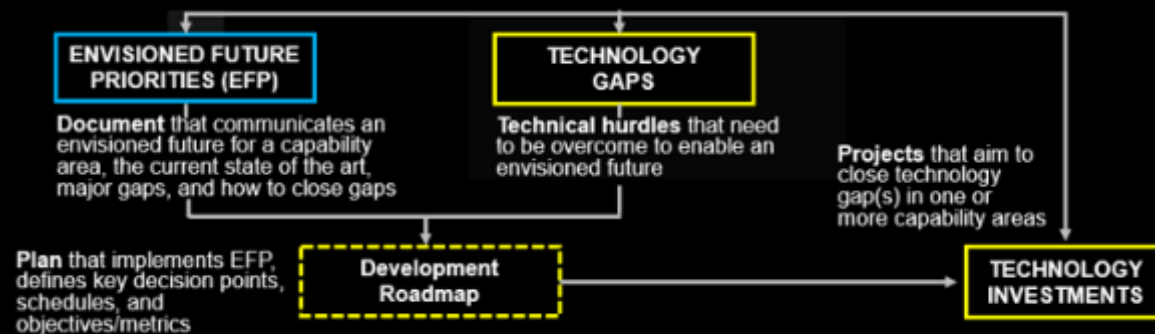 ENVISIONED FUTURE
PRIORITIES (EFP)
Document that communicates an
envisioned future for a capability
area, the current state of the art,
major gaps, and how to close gaps
TECHNOLOGY
GAPS
Technical hurdles that need
to be overcome to enable an
envisioned future
Projects that aim to
close technology
gap(s) in one or
more capability areas
Plan that implements EFP,
defines key decision points,
schedules, and
objectives/metrics
Development
Roadmap
TECHNOLOGY
INVESTMENTS